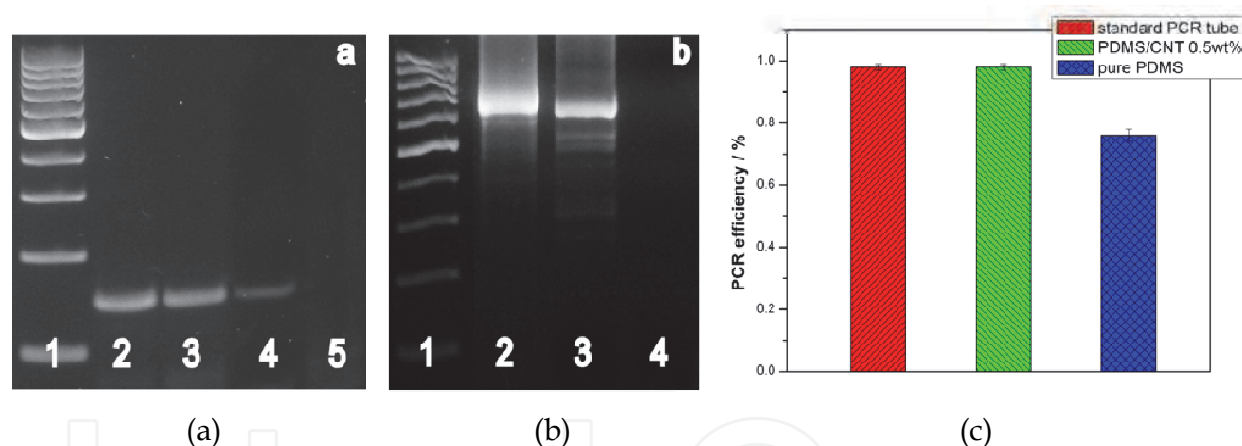 a
1 2 3 4 5
(a)
b
1 2 3 4
(b)
standard PCR tube
PDMS/CNT 0.5wt%
pure PDMS
PCR efficiency / %
1.0
0.8
0.6
0.4
0.2
0.0
(c)